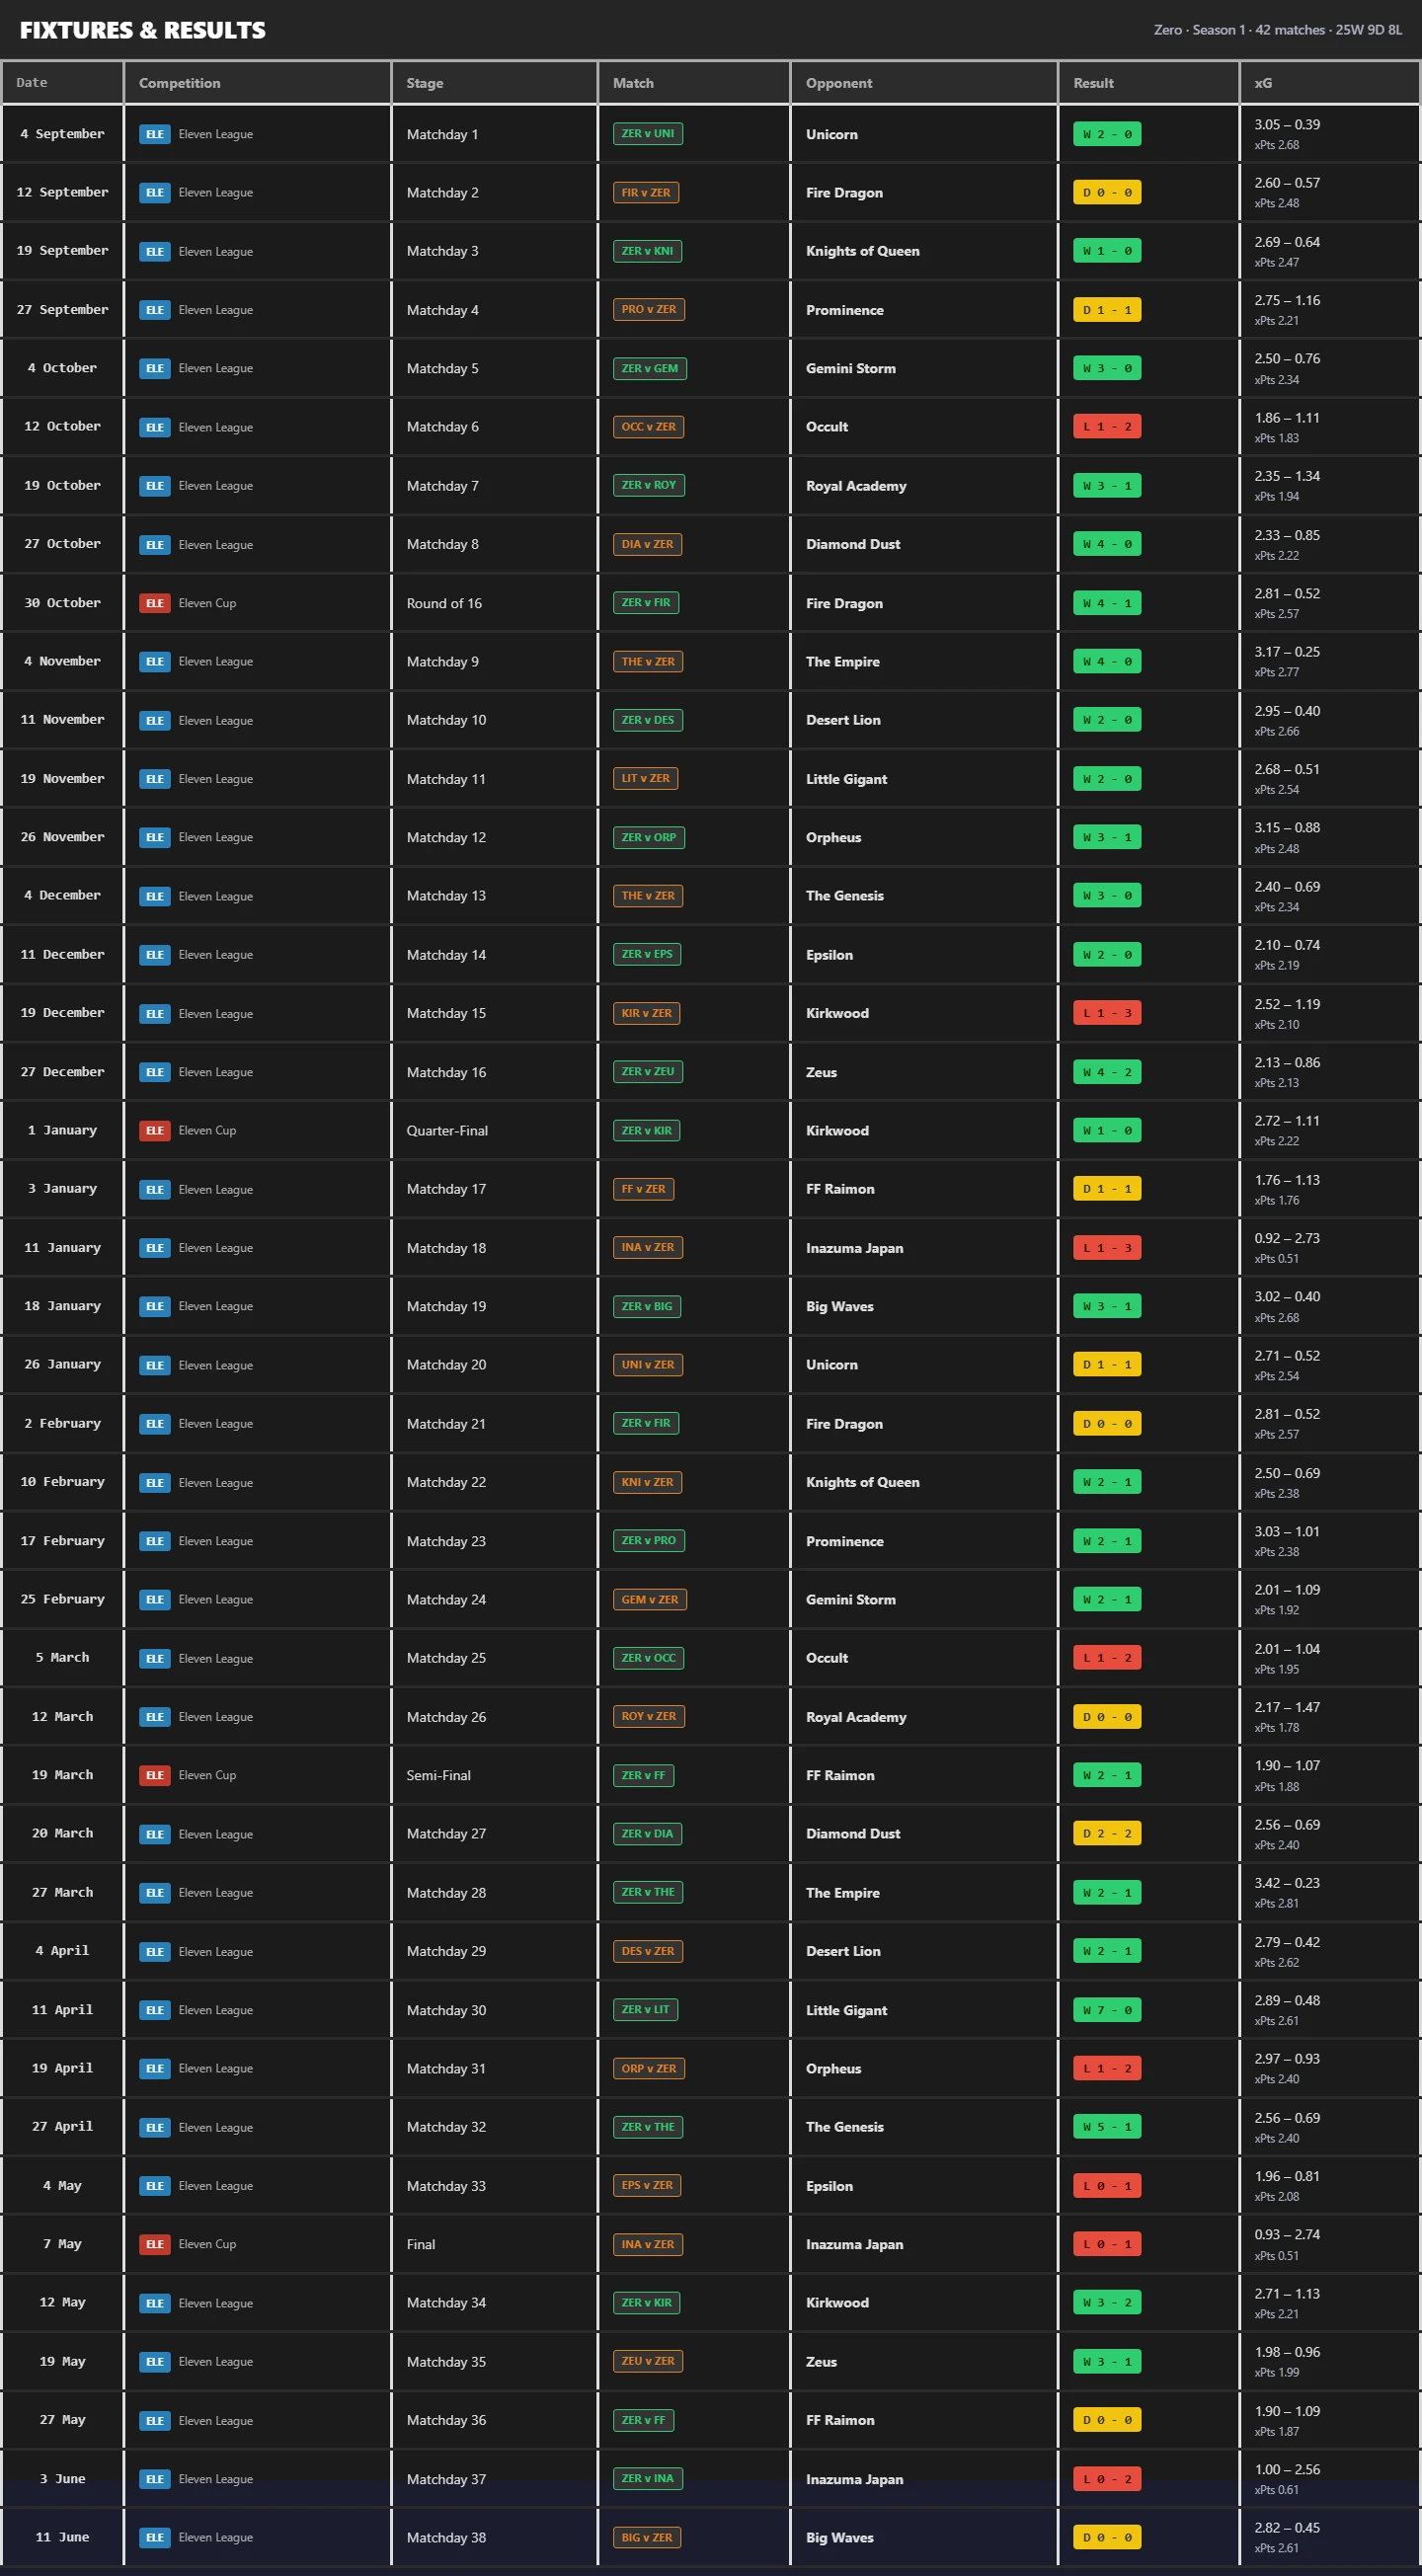 FIXTURES & RESULTS
Zero · Season 1 · 42 matches · 25W 9D 8L
Date Competition Stage Match Opponent Result xG
4 September ELE Eleven League Matchday 1 ZER v UNI Unicorn W 2 - 0 3.05 – 0.39
xPts 2.68
12 September ELE Eleven League Matchday 2 FIR v ZER Fire Dragon D 0 - 0 2.60 – 0.57
xPts 2.48
19 September ELE Eleven League Matchday 3 ZER v KNI Knights of Queen W 1 - 0 2.69 – 0.64
xPts 2.47
27 September ELE Eleven League Matchday 4 PRO v ZER Prominence D 1 - 1 2.75 – 1.16
xPts 2.21
4 October ELE Eleven League Matchday 5 ZER v GEM Gemini Storm W 3 - 0 2.50 – 0.76
xPts 2.34
12 October ELE Eleven League Matchday 6 OCC v ZER Occult L 1 - 2 1.86 – 1.11
xPts 1.83
19 October ELE Eleven League Matchday 7 ZER v ROY Royal Academy W 3 - 1 2.35 – 1.34
xPts 1.94
27 October ELE Eleven League Matchday 8 DIA v ZER Diamond Dust W 4 - 0 2.33 – 0.85
xPts 2.22
30 October ELE Eleven Cup Round of 16 ZER v FIR Fire Dragon W 4 - 1 2.81 – 0.52
xPts 2.57
4 November ELE Eleven League Matchday 9 THE v ZER The Empire W 4 - 0 3.17 – 0.25
xPts 2.77
11 November ELE Eleven League Matchday 10 ZER v DES Desert Lion W 2 - 0 2.95 – 0.40
xPts 2.66
19 November ELE Eleven League Matchday 11 LIT v ZER Little Gigant W 2 - 0 2.68 – 0.51
xPts 2.54
26 November ELE Eleven League Matchday 12 ZER v ORP Orpheus W 3 - 1 3.15 – 0.88
xPts 2.48
4 December ELE Eleven League Matchday 13 THE v ZER The Genesis W 3 - 0 2.40 – 0.69
xPts 2.34
11 December ELE Eleven League Matchday 14 ZER v EPS Epsilon W 2 - 0 2.10 – 0.74
xPts 2.19
19 December ELE Eleven League Matchday 15 KIR v ZER Kirkwood L 1 - 3 2.52 – 1.19
xPts 2.10
27 December ELE Eleven League Matchday 16 ZER v ZEU Zeus W 4 - 2 2.13 – 0.86
xPts 2.13
1 January ELE Eleven Cup Quarter-Final ZER v KIR Kirkwood W 1 - 0 2.72 – 1.11
xPts 2.22
3 January ELE Eleven League Matchday 17 FF v ZER FF Raimon D 1 - 1 1.76 – 1.13
xPts 1.76
11 January ELE Eleven League Matchday 18 INA v ZER Inazuma Japan L 1 - 3 0.92 – 2.73
xPts 0.51
18 January ELE Eleven League Matchday 19 ZER v BIG Big Waves W 3 - 1 3.02 – 0.40
xPts 2.68
26 January ELE Eleven League Matchday 20 UNI v ZER Unicorn D 1 - 1 2.71 – 0.52
xPts 2.54
2 February ELE Eleven League Matchday 21 ZER v FIR Fire Dragon D 0 - 0 2.81 – 0.52
xPts 2.57
10 February ELE Eleven League Matchday 22 KNI v ZER Knights of Queen W 2 - 1 2.50 – 0.69
xPts 2.38
17 February ELE Eleven League Matchday 23 ZER v PRO Prominence W 2 - 1 3.03 – 1.01
xPts 2.38
25 February ELE Eleven League Matchday 24 GEM v ZER Gemini Storm W 2 - 1 2.01 – 1.09
xPts 1.92
5 March ELE Eleven League Matchday 25 ZER v OCC Occult L 1 - 2 2.01 – 1.04
xPts 1.95
12 March ELE Eleven League Matchday 26 ROY v ZER Royal Academy D 0 - 0 2.17 – 1.47
xPts 1.78
19 March ELE Eleven Cup Semi-Final ZER v FF FF Raimon W 2 - 1 1.90 – 1.07
xPts 1.88
20 March ELE Eleven League Matchday 27 ZER v DIA Diamond Dust D 2 - 2 2.56 – 0.69
xPts 2.40
27 March ELE Eleven League Matchday 28 ZER v THE The Empire W 2 - 1 3.42 – 0.23
xPts 2.81
4 April ELE Eleven League Matchday 29 DES v ZER Desert Lion W 2 - 1 2.79 – 0.42
xPts 2.62
11 April ELE Eleven League Matchday 30 ZER v LIT Little Gigant W 7 - 0 2.89 – 0.48
xPts 2.61
19 April ELE Eleven League Matchday 31 ORP v ZER Orpheus L 1 - 2 2.97 – 0.93
xPts 2.40
27 April ELE Eleven League Matchday 32 ZER v THE The Genesis W 5 - 1 2.56 – 0.69
xPts 2.40
4 May ELE Eleven League Matchday 33 EPS v ZER Epsilon L 0 - 1 1.96 – 0.81
xPts 2.08
7 May ELE Eleven Cup Final INA v ZER Inazuma Japan L 0 - 1 0.93 – 2.74
xPts 0.51
12 May ELE Eleven League Matchday 34 ZER v KIR Kirkwood W 3 - 2 2.71 – 1.13
xPts 2.21
19 May ELE Eleven League Matchday 35 ZEU v ZER Zeus W 3 - 1 1.98 – 0.96
xPts 1.99
27 May ELE Eleven League Matchday 36 ZER v FF FF Raimon D 0 - 0 1.90 – 1.09
xPts 1.87
3 June ELE Eleven League Matchday 37 ZER v INA Inazuma Japan L 0 - 2 1.00 – 2.56
xPts 0.61
11 June ELE Eleven League Matchday 38 BIG v ZER Big Waves D 0 - 0 2.82 – 0.45
xPts 2.61